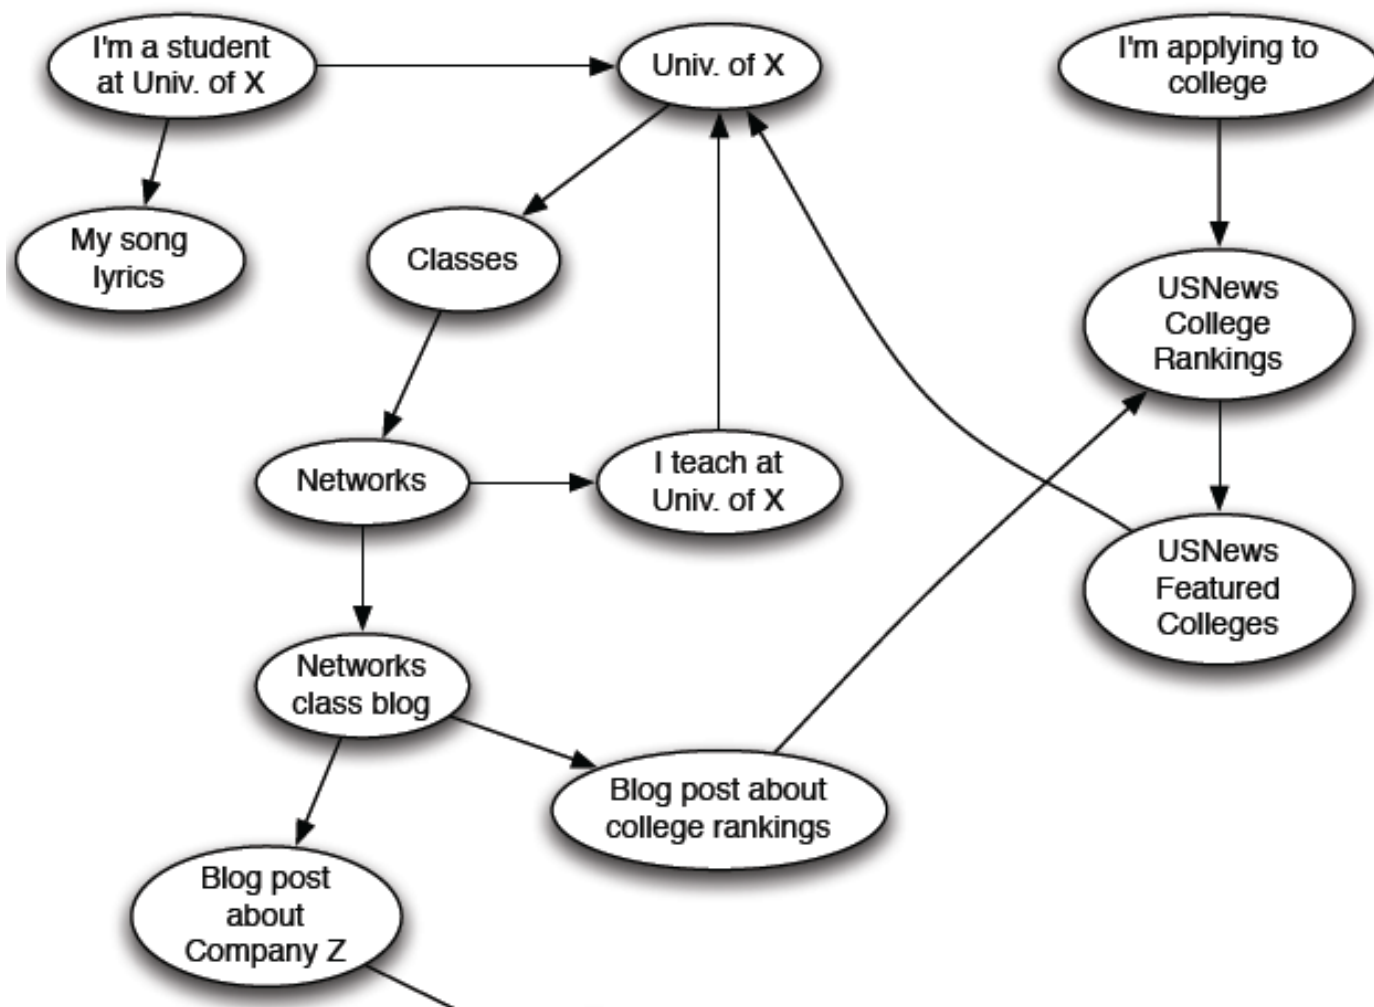 I'm a student
at Univ. of X
Univ. of X
I'm applying to
college
My song
lyrics
Classes
USNews
College
Rankings
Networks
I teach at
Univ. of X
USNews
Featured
Colleges
Networks
class blog
Blog post about
college rankings
Blog post
about
Company Z